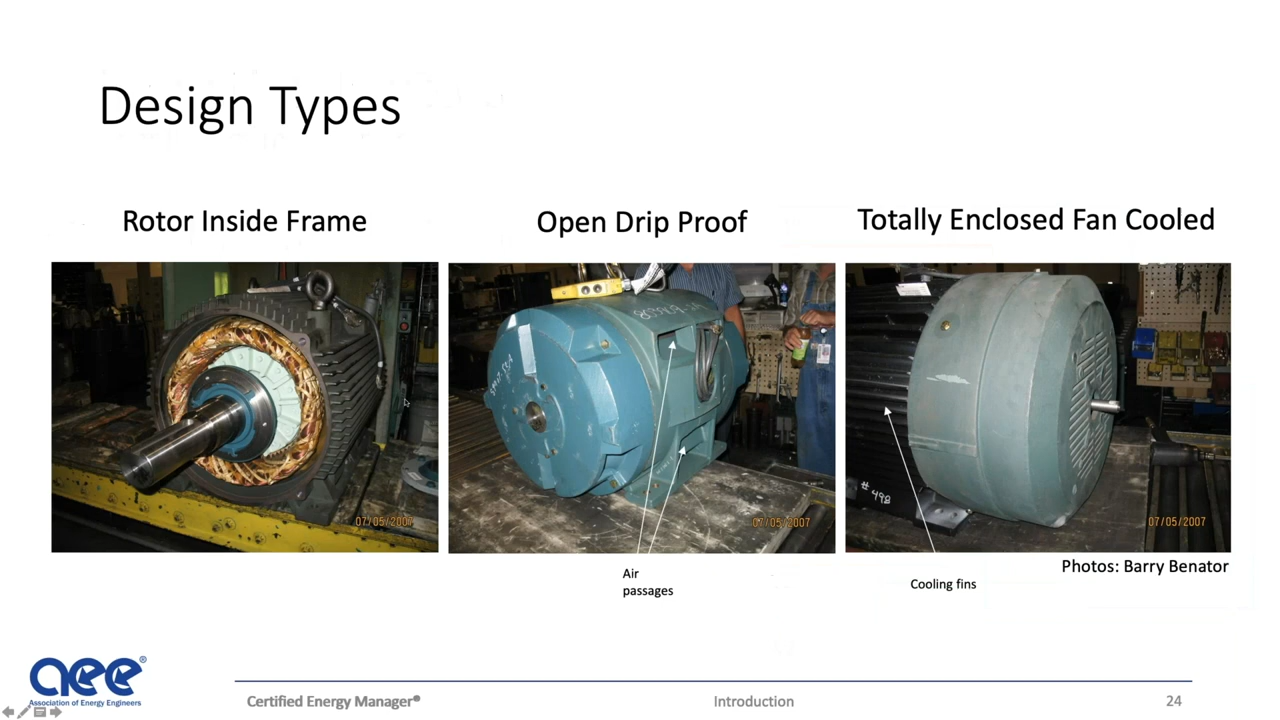 Design Types
Rotor Inside Frame
Open Drip Proof
Totally Enclosed Fan Cooled
07/05/2007
07/05/2007
# 498
07/05/2007
Air
passages
Cooling fins
Photos: Barry Benator
aee®
Association of Energy Engineers
Certified Energy Manager®
Introduction
24